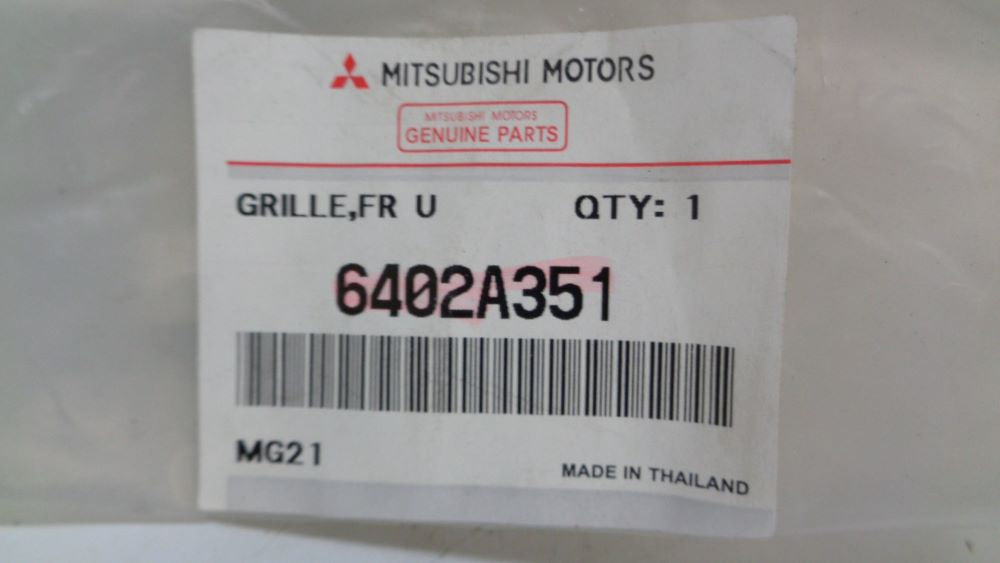 MITSUBISHI MOTORS
MITSUBISHI MOTORS
GENUINE PARTS
GRILLE,FR U QTY: 1
6402A351
MG21
MADE IN THAILAND